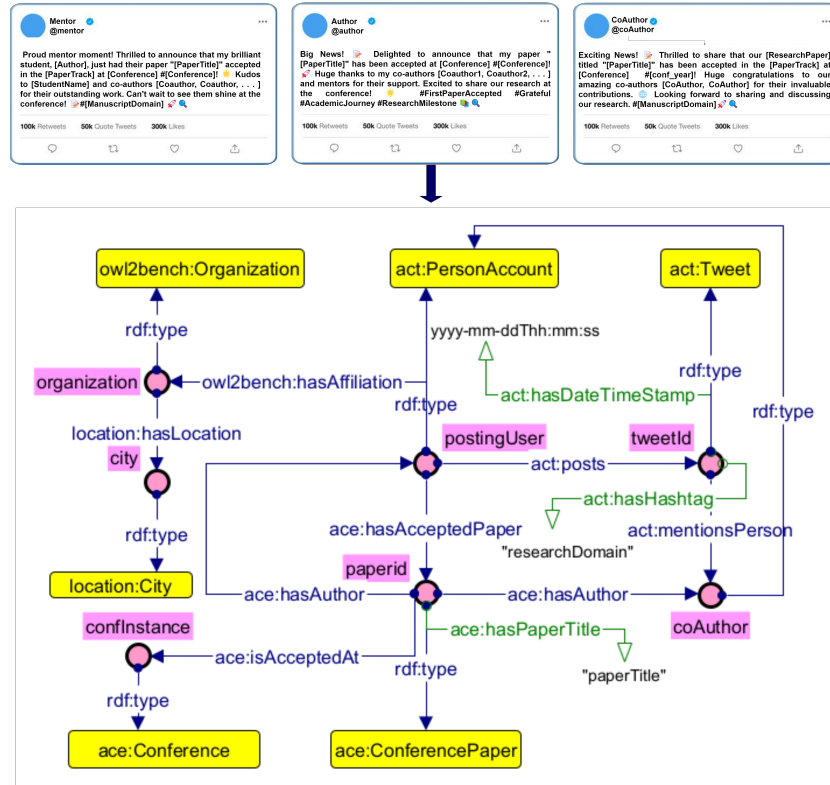 Mentor
@mentor
Proud mentor moment! Thrilled to announce that my brilliant
student, [Author], just had their paper "[PaperTitle]" accepted
in the [PaperTrack] at [Conference] #[Conference]! Kudos
to [StudentName] and co-authors [Coauthor, Coauthor, . . . ]
for their outstanding work. Can't wait to see them shine at the
conference! #[ManuscriptDomain]
100k Retweets 50k Quote Tweets 300k Likes
Author
@author
Big News! Delighted to announce that my paper "
[PaperTitle]" has been accepted at [Conference] #[Conference]!
Huge thanks to my co-authors [Coauthor1, Coauthor2, . . . ]
and mentors for their support. Excited to share our research at
the conference! #FirstPaperAccepted #Grateful
#AcademicJourney #ResearchMilestone
100k Retweets 50k Quote Tweets 300k Likes
CoAuthor
@coAuthor
Exciting News! Thrilled to share that our [ResearchPaper]
titled "[PaperTitle]" has been accepted in the [PaperTrack] at
[Conference] #[conf_year]! Huge congratulations to our
amazing co-authors [CoAuthor, CoAuthor] for their invaluable
contributions. Looking forward to sharing and discussing
our research. #[ManuscriptDomain]
100k Retweets 50k Quote Tweets 300k Likes
owl2bench:Organization
act:PersonAccount
act:Tweet
rdf:type
yyyy-mm-ddThh:mm:ss
rdf:type
organization
owl2bench:hasAffiliation
act:hasDateTimeStamp
rdf:type
rdf:type
location:hasLocation
postingUser
tweetId
city
act:posts
act:hasHashtag
rdf:type
ace:hasAcceptedPaper
"researchDomain"
act:mentionsPerson
paperid
location:City
ace:hasAuthor
ace:hasAuthor
confInstance
ace:hasPaperTitle
coAuthor
ace:isAcceptedAt
rdf:type
"paperTitle"
rdf:type
ace:Conference
ace:ConferencePaper